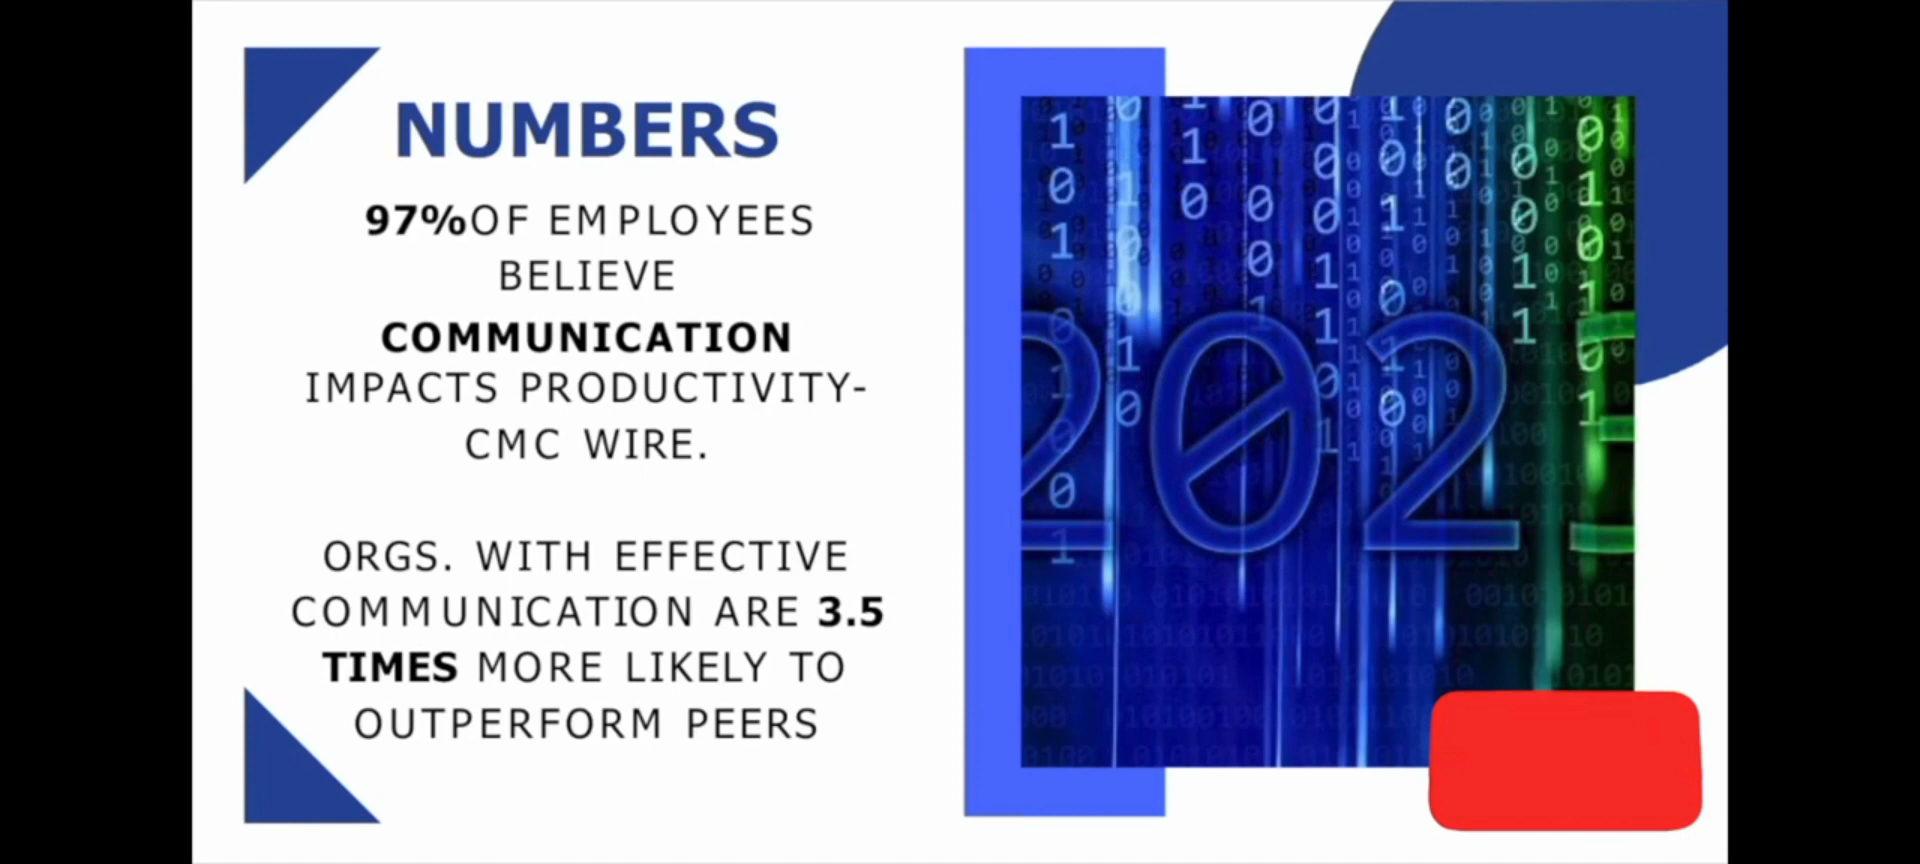 NUMBERS
97%OF EMPLOYEES
BELIEVE
COMMUNICATION
IMPACTS PRODUCTIVITY-
CMC WIRE.
ORGS. WITH EFFECTIVE
COMMUNICATION ARE 3.5
TIMES MORE LIKELY TO
OUTPERFORM PEERS
202